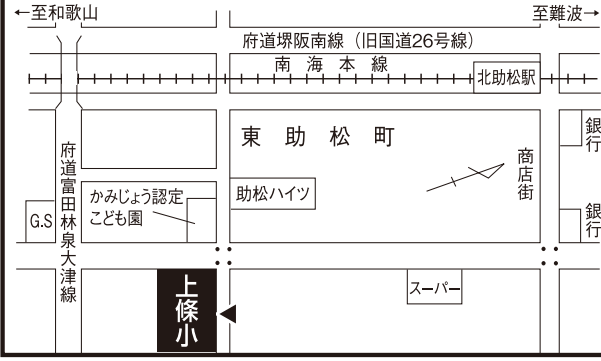 ←至和歌山
至難波→
府道堺阪南線（旧国道26号線）
南海本線
北助松駅
東助松町
銀行
商店街
府道富田林泉大津線
かみじょう認定
こども園
助松ハイツ
G.S
銀行
上條小
スーパー